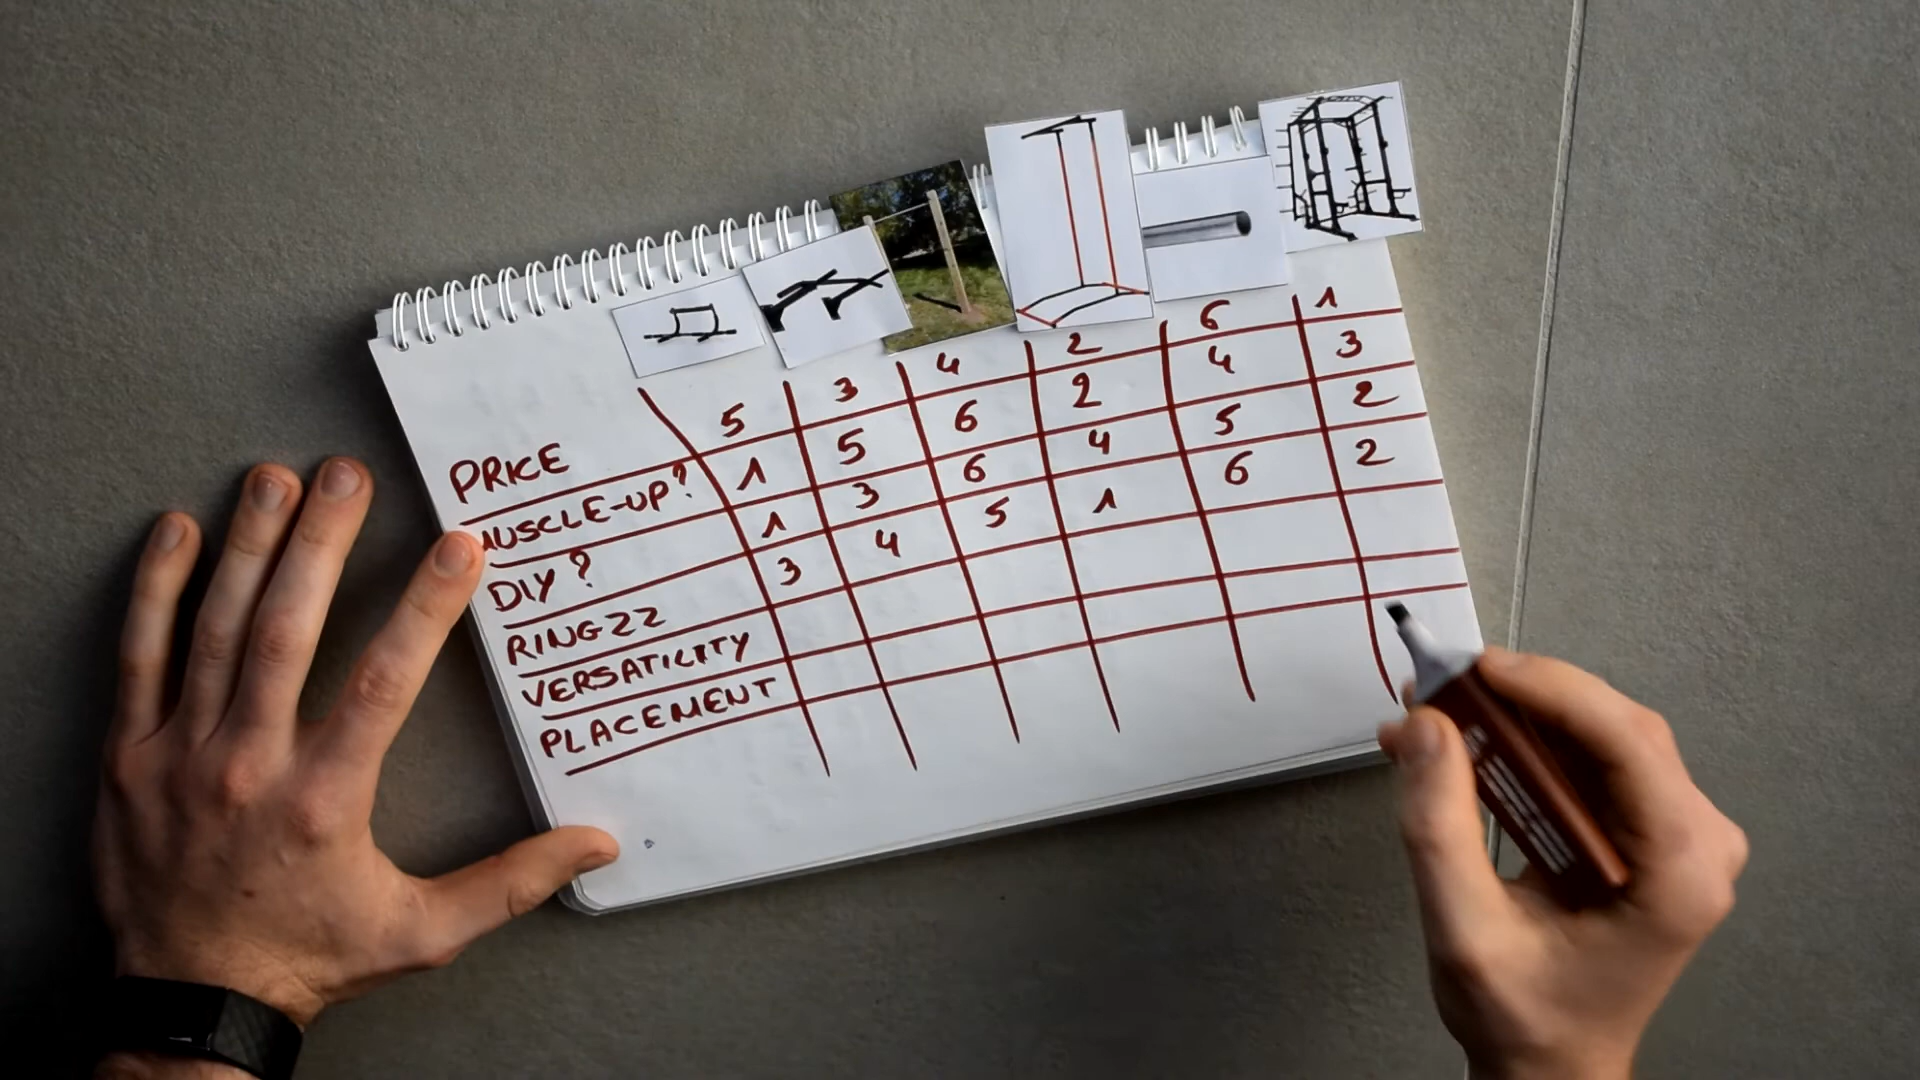 PRICE 5 3 4 2 6 1
MUSCLE-UP? 1 5 6 2 4 3
DIY? 1 3 6 4 5 2
RINGZZ 3 4 5 1 6 2
VERSATILITY
PLACEMENT